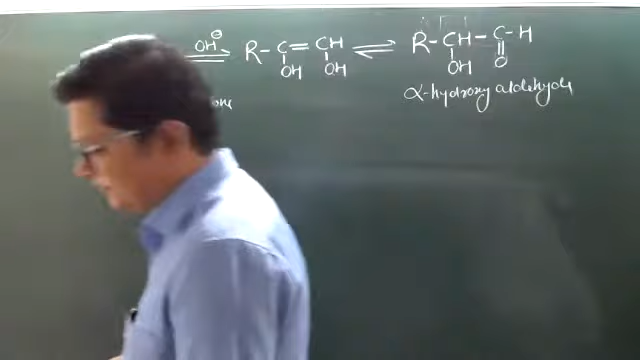 OH⊖ R-C=CH ⇌ R-CH-C-H
OH OH OH O
α-hydroxy aldehyde